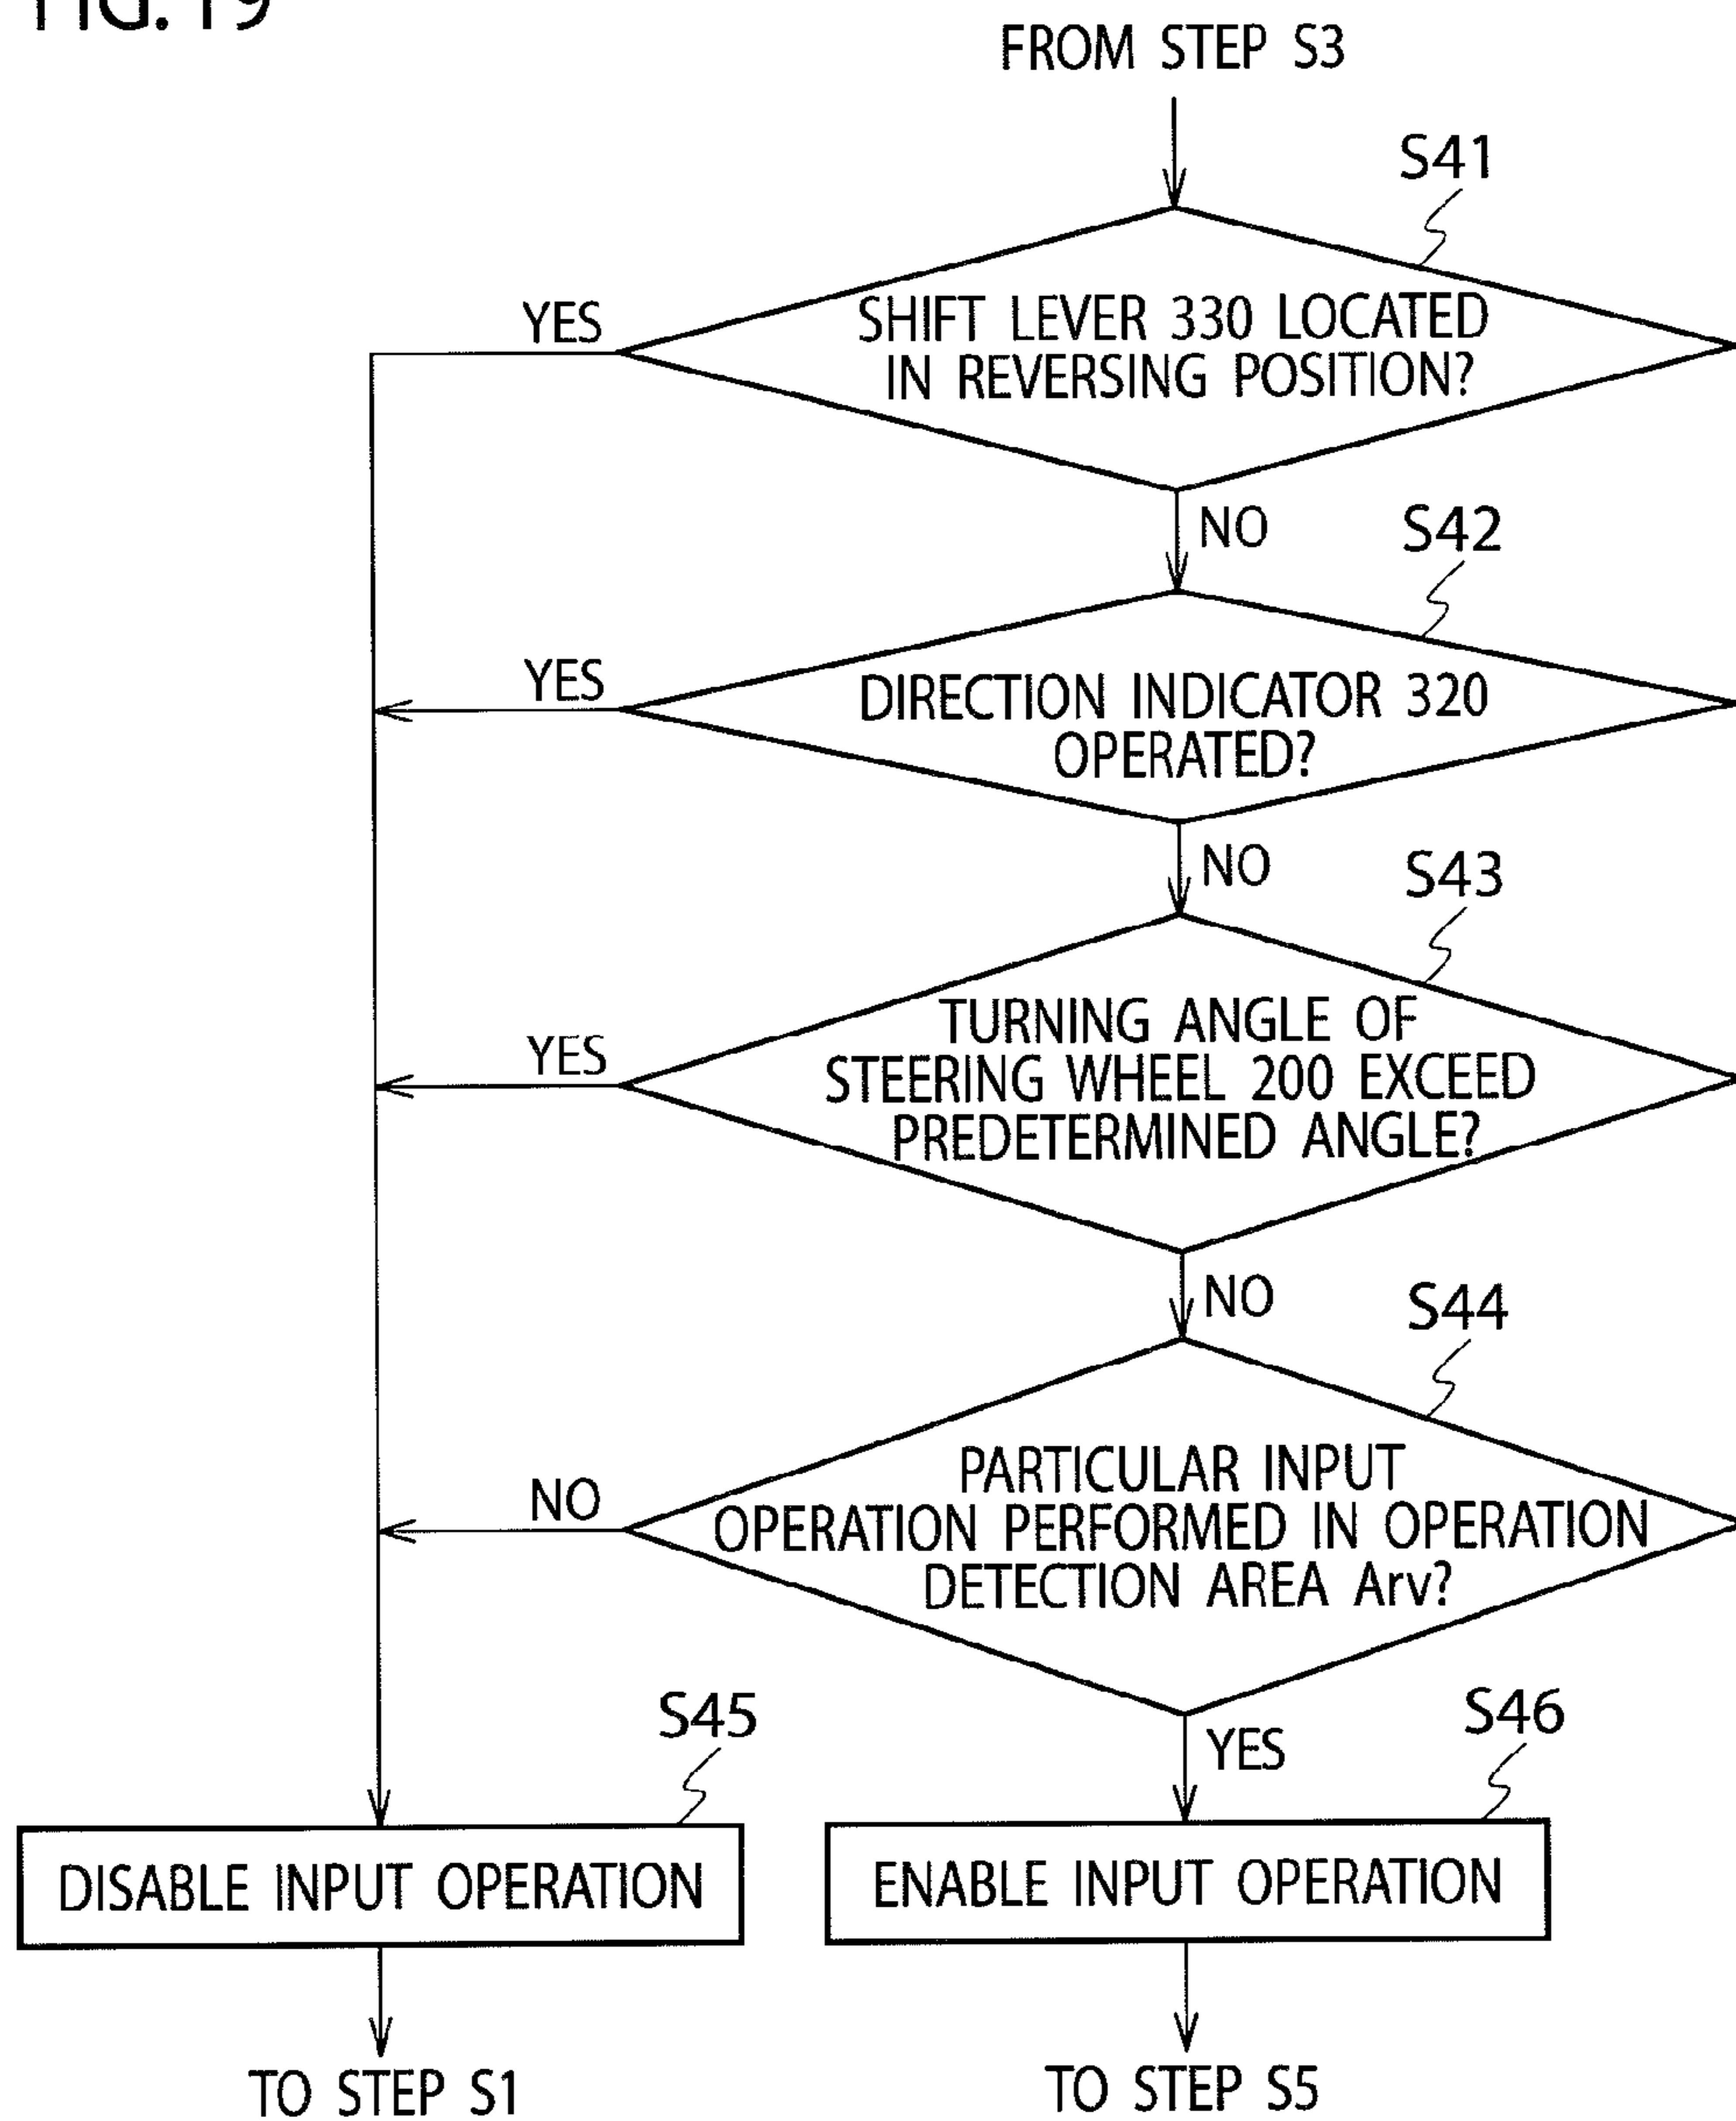 FIG. 19
FROM STEP S3
S41
SHIFT LEVER 330 LOCATED
IN REVERSING POSITION?
YES
NO
S42
DIRECTION INDICATOR 320
OPERATED?
YES
NO
S43
TURNING ANGLE OF
STEERING WHEEL 200 EXCEED
PREDETERMINED ANGLE?
YES
NO
S44
PARTICULAR INPUT
OPERATION PERFORMED IN OPERATION
DETECTION AREA Arv?
NO
YES
S45
DISABLE INPUT OPERATION
S46
ENABLE INPUT OPERATION
TO STEP S1
TO STEP S5